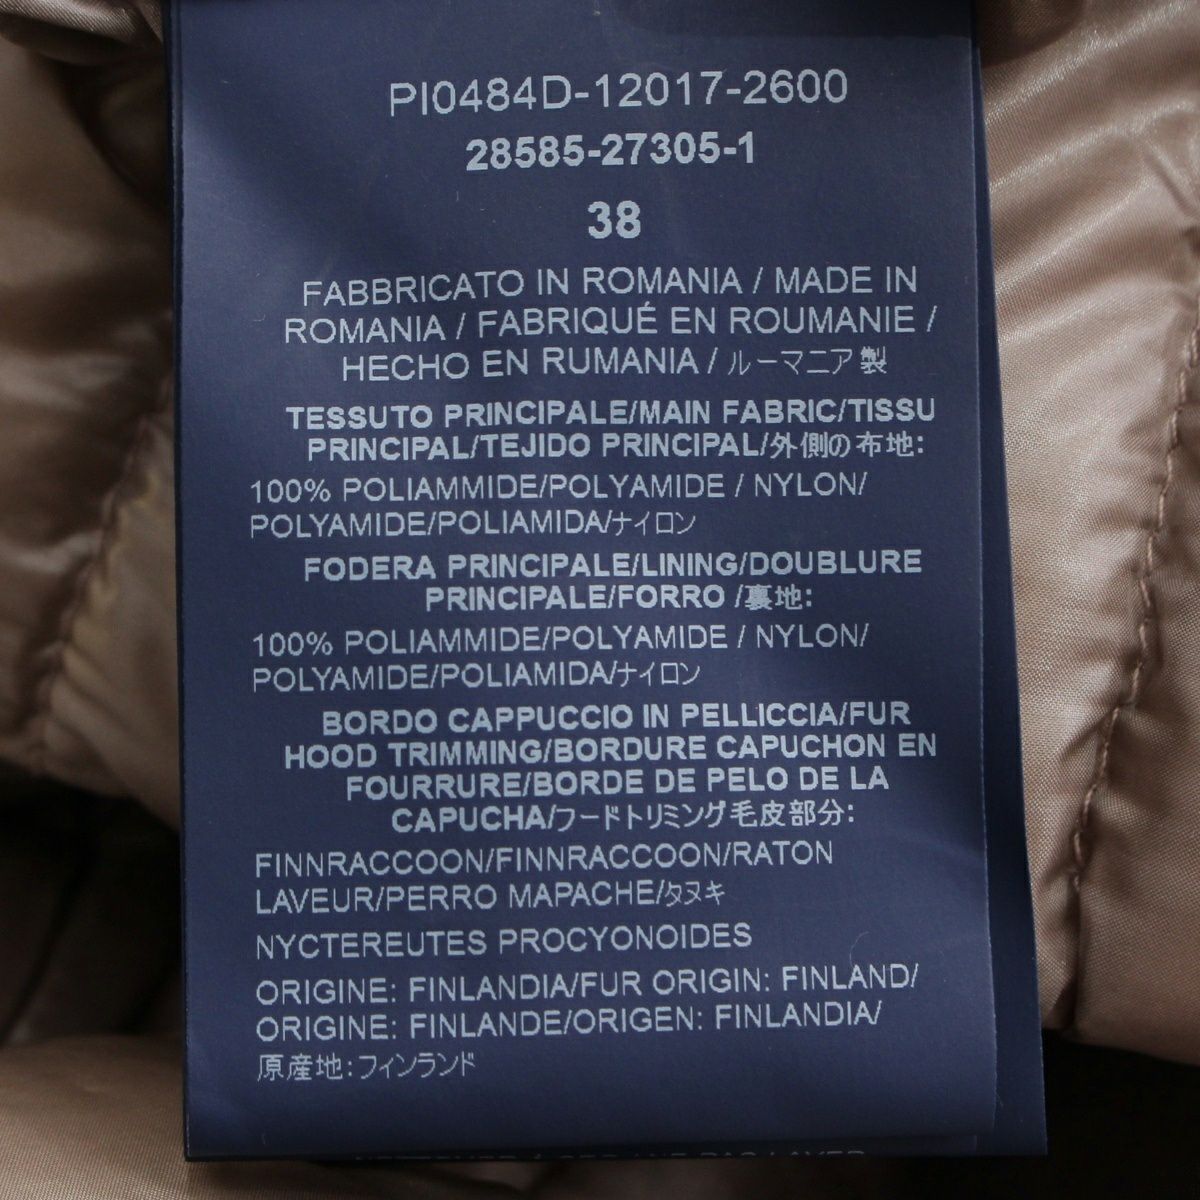 PI0484D-12017-2600
28585-27305-1
38
FABBRICATO IN ROMANIA / MADE IN
ROMANIA / FABRIQUÉ EN ROUMANIE /
HECHO EN RUMANIA / ルーマニア製
TESSUTO PRINCIPALE/MAIN FABRIC/TISSU
PRINCIPAL/TEJIDO PRINCIPAL/外側の布地:
100% POLIAMMIDE/POLYAMIDE / NYLON/
POLYAMIDE/POLIAMIDA/ナイロン
FODERA PRINCIPALE/LINING/DOUBLURE
PRINCIPALE/FORRO /裏地:
100% POLIAMMIDE/POLYAMIDE / NYLON/
POLYAMIDE/POLIAMIDA/ナイロン
BORDO CAPPUCCIO IN PELLICCIA/FUR
HOOD TRIMMING/BORDURE CAPUCHON EN
FOURRURE/BORDE DE PELO DE LA
CAPUCHA/フードトリミング毛皮部分:
FINNRACCOON/FINNRACCOON/RATON
LAVEUR/PERRO MAPACHE/タヌキ
NYCTEREUTES PROCYONOIDES
ORIGINE: FINLANDIA/FUR ORIGIN: FINLAND/
ORIGINE: FINLANDE/ORIGEN: FINLANDIA/
原産地:フィンランド